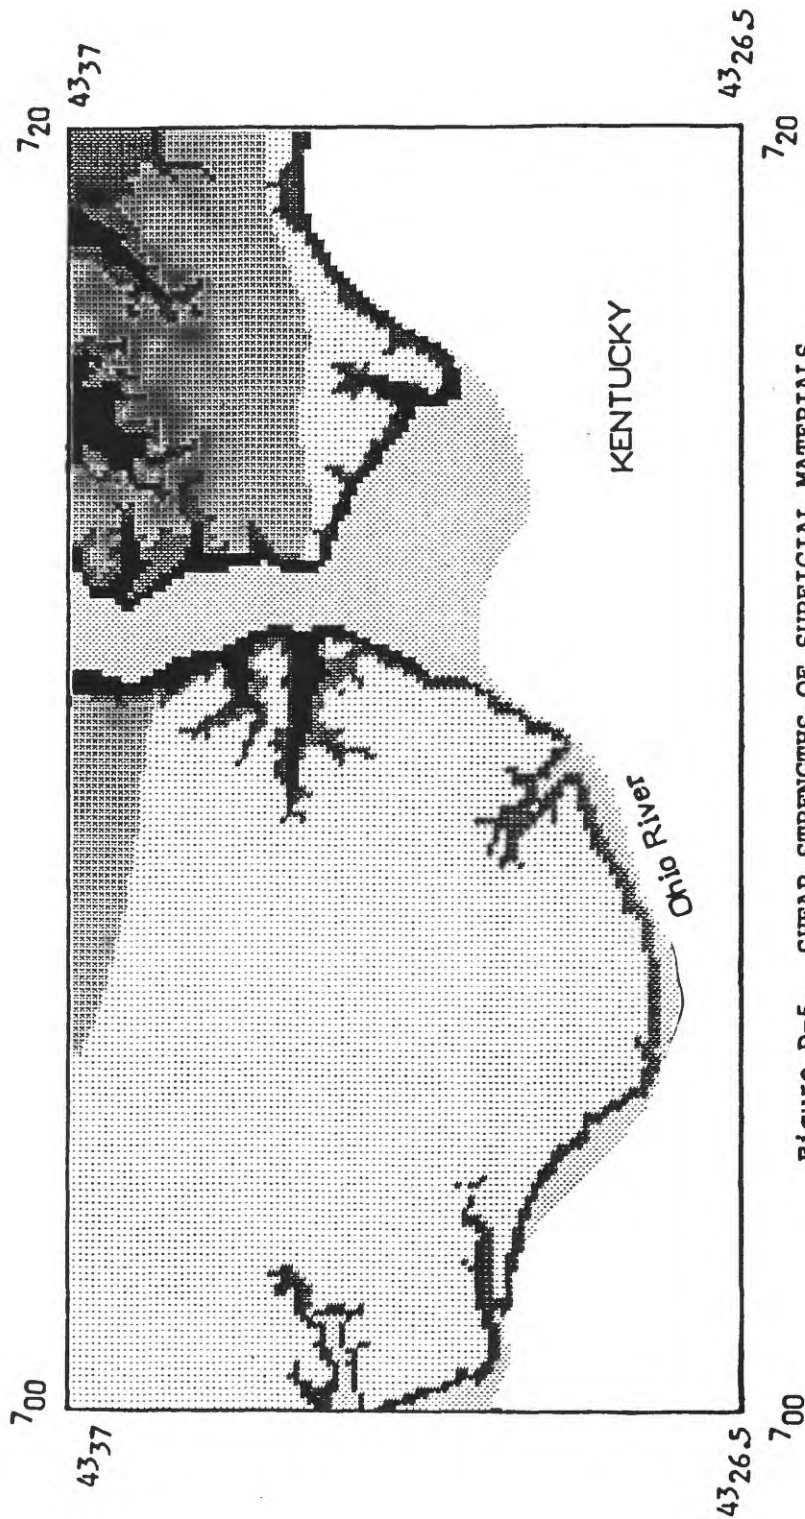 700 720
4337 4337
Ohio River
KENTUCKY
4326.5 4326.5
700 720
Figure D-5 SHEAR STRENGTHS OF SURFICIAL MATERIALS